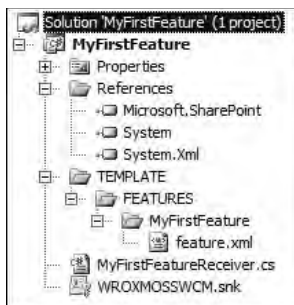 Solution 'MyFirstFeature' (1 project)
MyFirstFeature
Properties
References
Microsoft.SharePoint
System
System.Xml
TEMPLATE
FEATURES
MyFirstFeature
feature.xml
MyFirstFeatureReceiver.cs
WROXMOSSWCM.snk